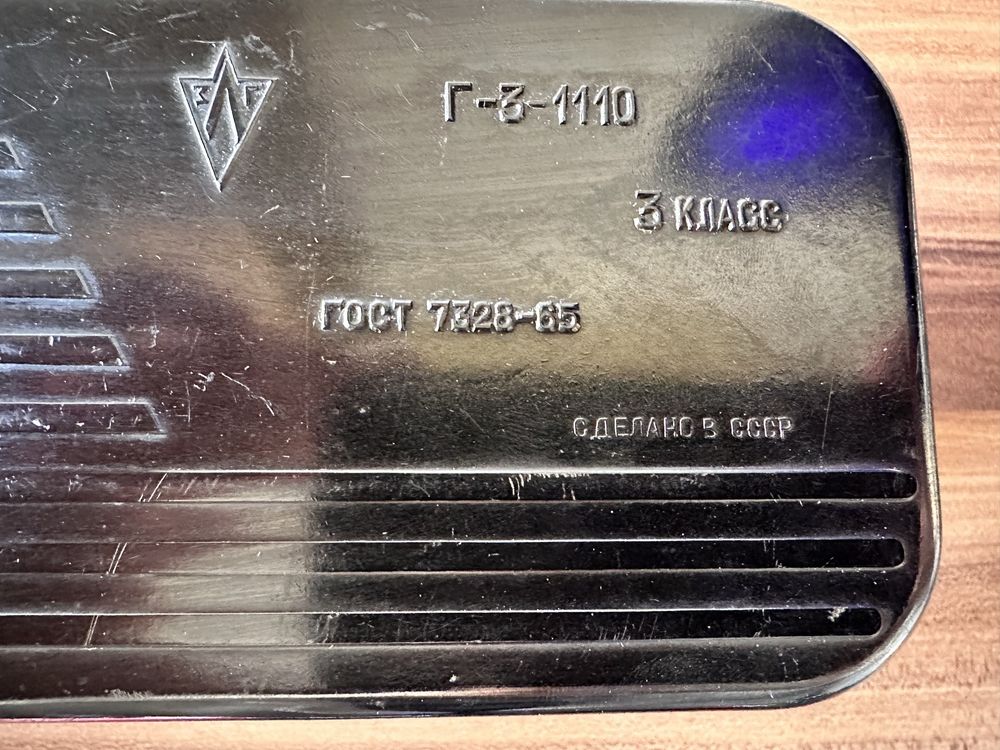 Г-3-1110
3 КЛАСС
ГОСТ 7328-65
СДЕЛАНО В СССР